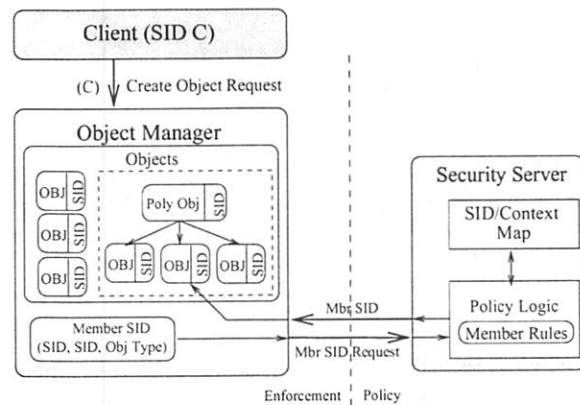 Client (SID C)
(C) Create Object Request
Object Manager
Objects
OBJ SID
OBJ SID
OBJ SID
Poly Obj SID
OBJ SID
OBJ SID
OBJ SID
Member SID
(SID, SID, Obj Type)
Mbr SID
Mbr SID Request
Security Server
SID/Context
Map
Policy Logic
Member Rules
Enforcement
Policy